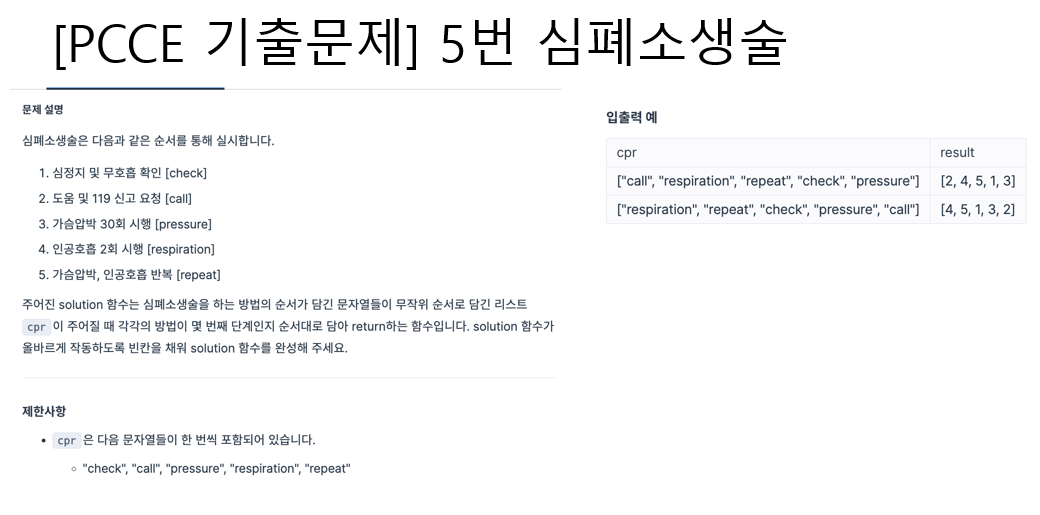 [PCCE 기출문제] 5번 심폐소생술
문제 설명
심폐소생술은 다음과 같은 순서를 통해 실시합니다.
1. 심정지 및 무호흡 확인 [check]
2. 도움 및 119 신고 요청 [call]
3. 가슴압박 30회 시행 [pressure]
4. 인공호흡 2회 시행 [respiration]
5. 가슴압박, 인공호흡 반복 [repeat]
주어진 solution 함수는 심폐소생술을 하는 방법의 순서가 담긴 문자열들이 무작위 순서로 담긴 리스트
cpr 이 주어질 때 각각의 방법이 몇 번째 단계인지 순서대로 담아 return하는 함수입니다. solution 함수가
올바르게 작동하도록 빈칸을 채워 solution 함수를 완성해 주세요.
제한사항
• cpr 은 다음 문자열들이 한 번씩 포함되어 있습니다.
◦ "check", "call", "pressure", "respiration", "repeat"
입출력 예
cpr result
["call", "respiration", "repeat", "check", "pressure"] [2, 4, 5, 1, 3]
["respiration", "repeat", "check", "pressure", "call"] [4, 5, 1, 3, 2]